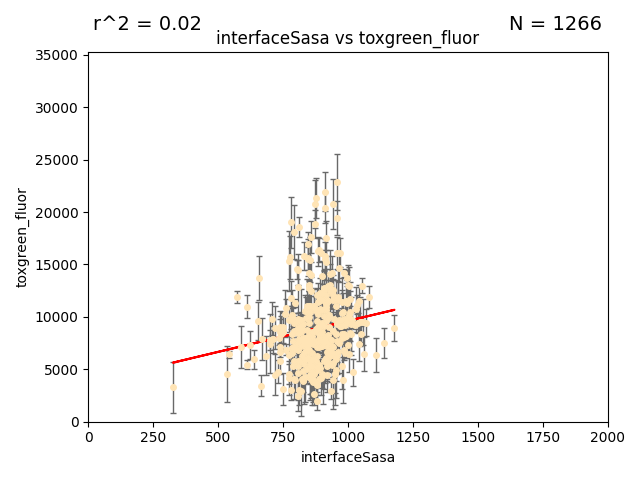 r^2 = 0.02
N = 1266
interfaceSasa vs toxgreen_fluor
35000
30000
25000
20000
15000
10000
5000
0
toxgreen_fluor
0 250 500 750 1000 1250 1500 1750 2000
interfaceSasa